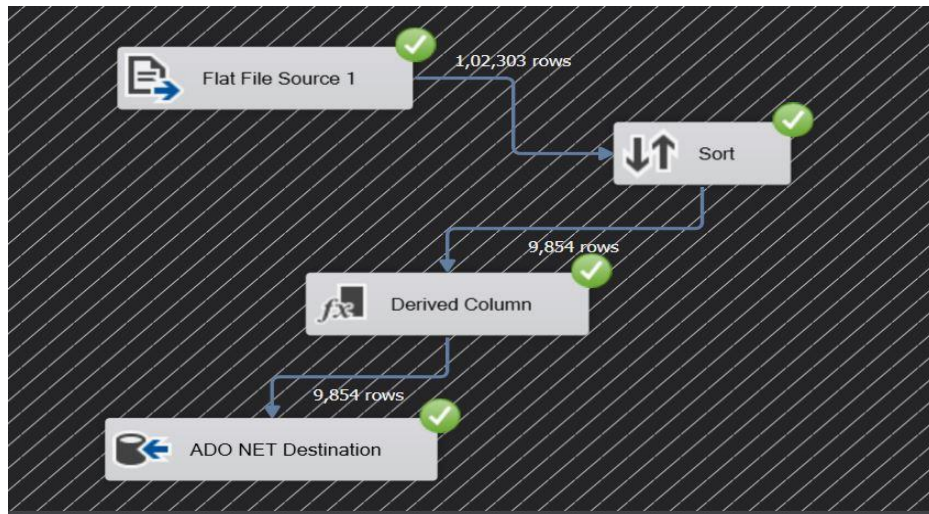 Flat File Source 1
1,02,303 rows
Sort
9,854 rows
fx
Derived Column
9,854 rows
ADO NET Destination